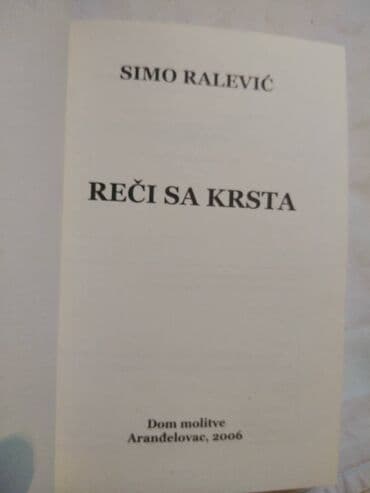 SIMO RALEVIĆ
REČI SA KRSTA
Dom molitve
Aranđelovac, 2006